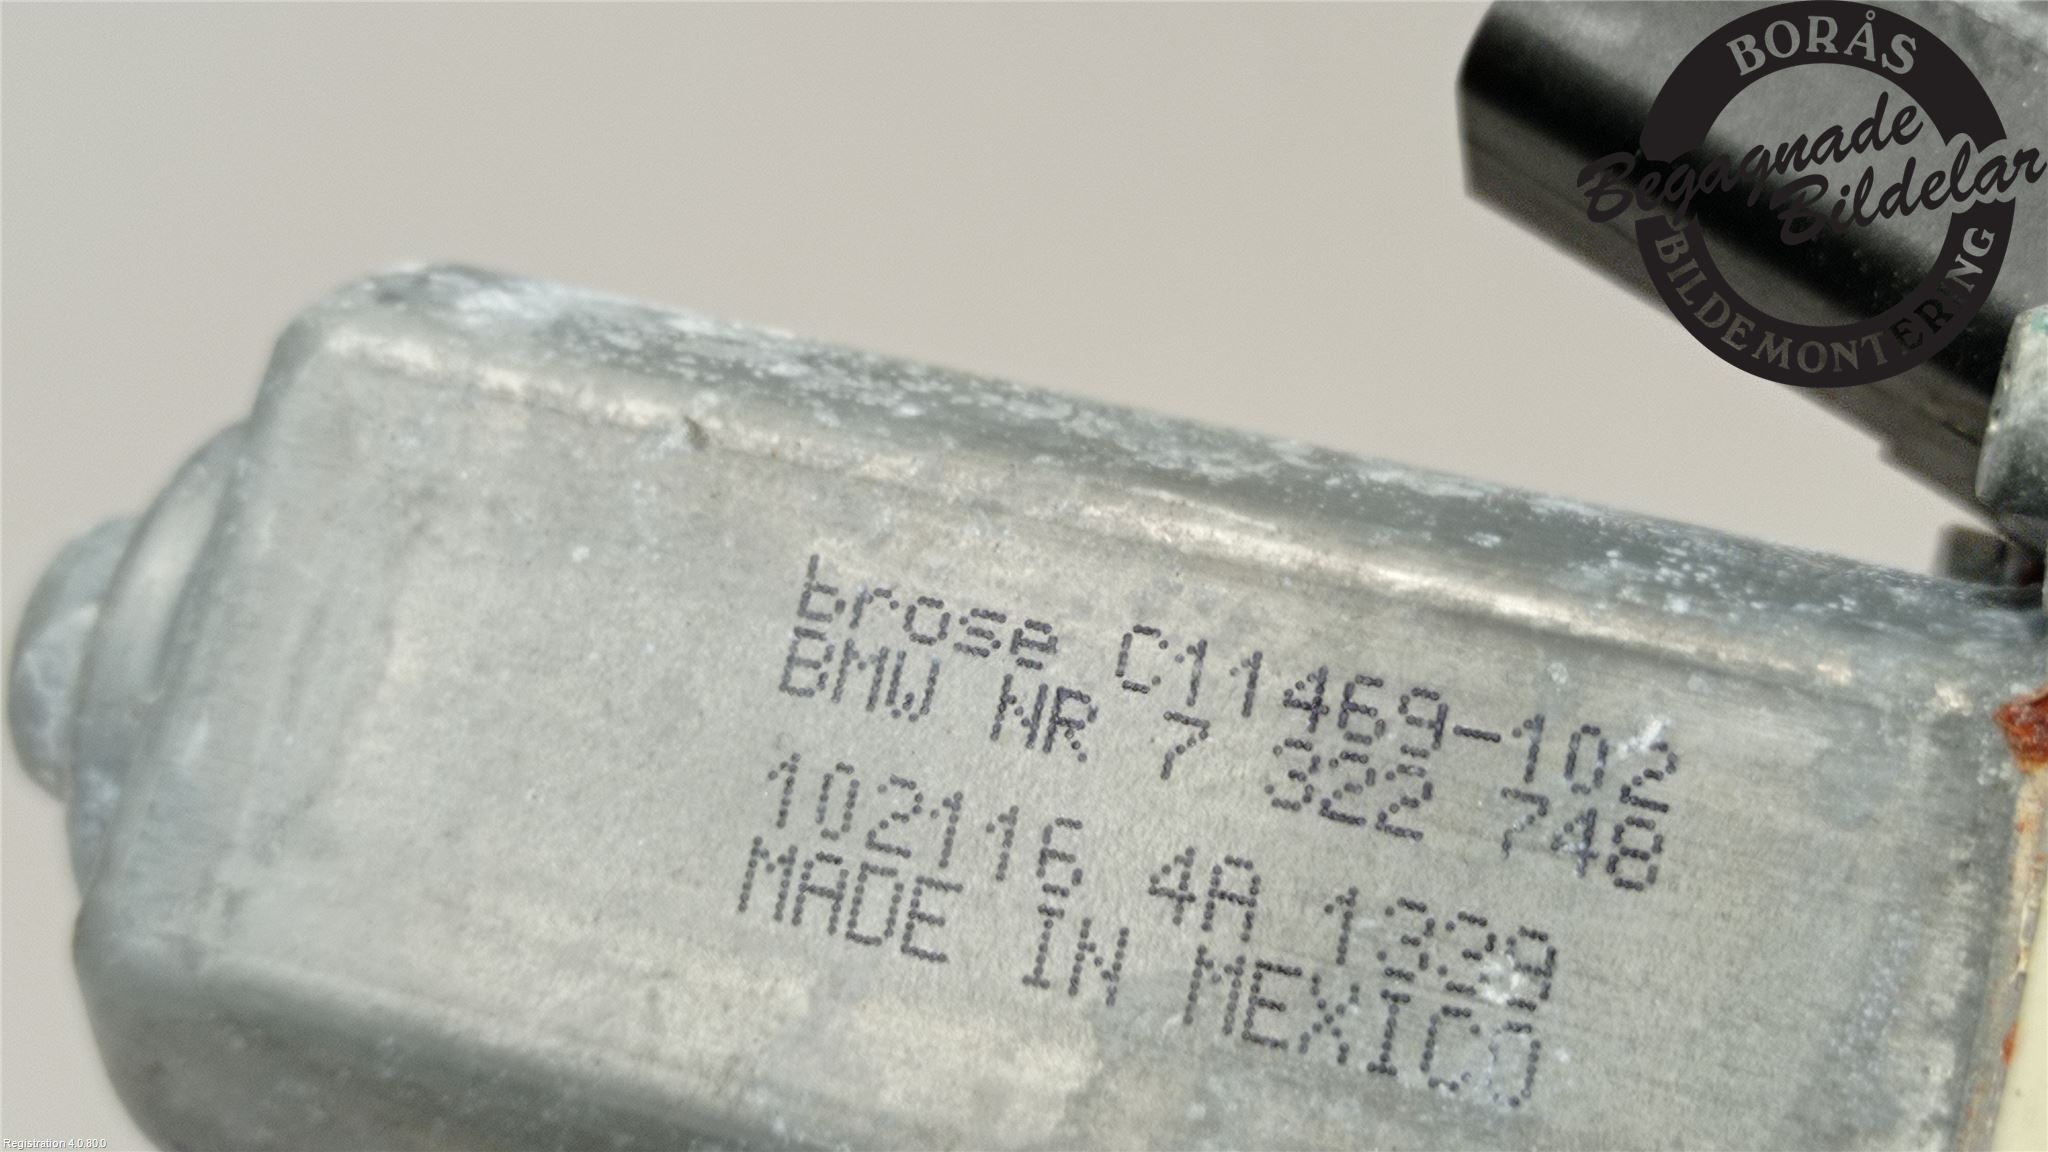 BORÅS
Begagnade
Bildelar
BILDEMONTERING
brose C11469-102
BMW NR 7 322 748
102116 4A 1329
MADE IN MEXICO
Registration 4.0.80.0